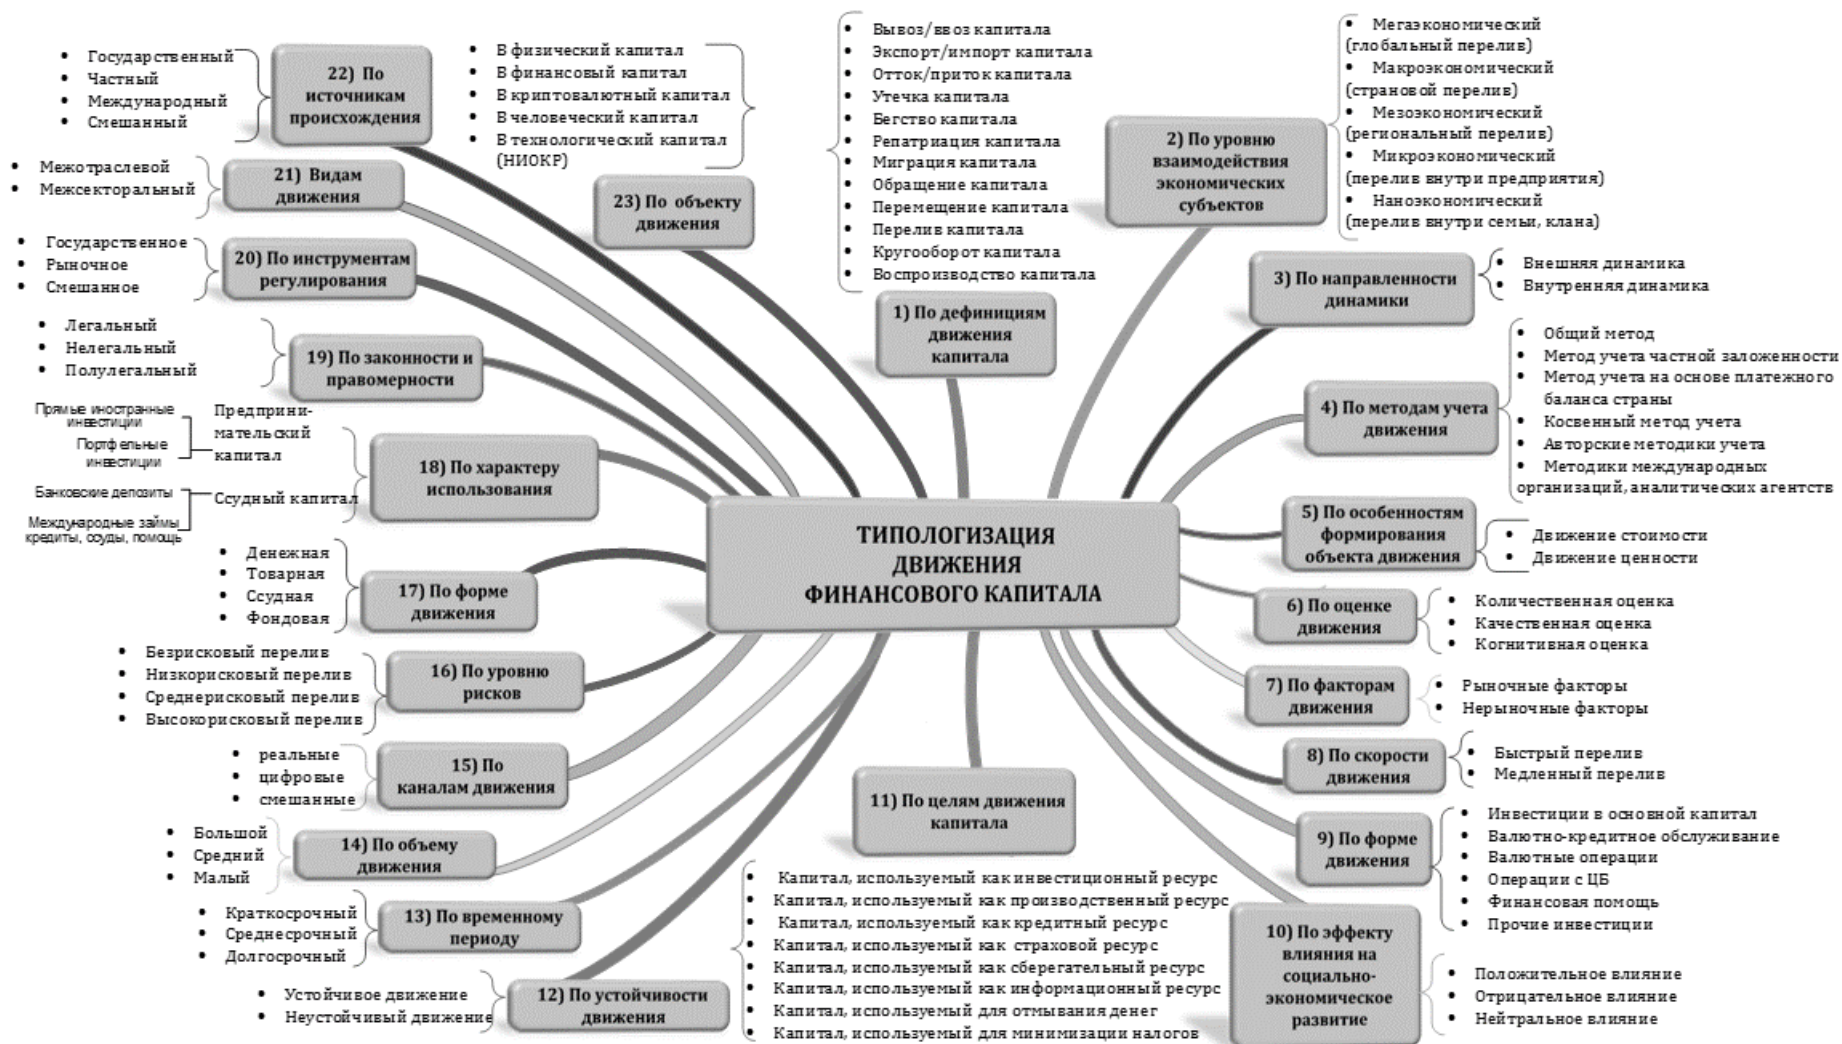 ТИПОЛОГИЗАЦИЯ
ДВИЖЕНИЯ
ФИНАНСОВОГО КАПИТАЛА
1) По дефинициям
движения
капитала
Вывоз/ввоз капитала
Экспорт/импорт капитала
Отток/приток капитала
Утечка капитала
Бегство капитала
Репатриация капитала
Миграция капитала
Обращение капитала
Перемещение капитала
Перелив капитала
Кругооборот капитала
Воспроизводство капитала
2) По уровню
взаимодействия
экономических
субъектов
Мегаэкономический
(глобальный перелив)
Макроэкономический
(страновой перелив)
Мезоэкономический
(региональный перелив)
Микроэкономический
(перелив внутри предприятия)
Наноэкономический
(перелив внутри семьи, клана)
3) По направленности
динамики
Внешняя динамика
Внутренняя динамика
4) По методам учета
движения
Общий метод
Метод учета частной заложенности
Метод учета на основе платежного
баланса страны
Косвенный метод учета
Авторские методики учета
Методики международных
организаций, аналитических агентств
5) По особенностям
формирования
объекта движения
Движение стоимости
Движение ценности
6) По оценке
движения
Количественная оценка
Качественная оценка
Когнитивная оценка
7) По факторам
движения
Рыночные факторы
Нерыночные факторы
8) По скорости
движения
Быстрый перелив
Медленный перелив
9) По форме
движения
Инвестиции в основной капитал
Валютно-кредитное обслуживание
Валютные операции
Операции с ЦБ
Финансовая помощь
Прочие инвестиции
10) По эффекту
влияния на
социально-
экономическое
развитие
Положительное влияние
Отрицательное влияние
Нейтральное влияние
11) По целям движения
капитала
Капитал, используемый как инвестиционный ресурс
Капитал, используемый как производственный ресурс
Капитал, используемый как кредитный ресурс
Капитал, используемый как страховой ресурс
Капитал, используемый как сберегательный ресурс
Капитал, используемый как информационный ресурс
Капитал, используемый для отмывания денег
Капитал, используемый для минимизации налогов
12) По устойчивости
движения
Устойчивое движение
Неустойчивый движение
13) По временному
периоду
Краткосрочный
Среднесрочный
Долгосрочный
14) По объему
движения
Большой
Средний
Малый
15) По
каналам движения
реальные
цифровые
смешанные
16) По уровню
рисков
Безрисковый перелив
Низкорисковый перелив
Среднерисковый перелив
Высокорисковый перелив
17) По форме
движения
Денежная
Товарная
Ссудная
Фондовая
18) По характеру
использования
Предприни-
мательский
капитал
Прямые иностранные
инвестиции
Портфельные
инвестиции
Ссудный капитал
Банковские депозиты
Международные займы
кредиты, ссуды, помощь
19) По законности и
правомерности
Легальный
Нелегальный
Полулегальный
20) По инструментам
регулирования
Государственное
Рыночное
Смешанное
21) Видам
движения
Межотраслевой
Межсекторальный
22) По
источникам
происхождения
Государственный
Частный
Международный
Смешанный
23) По объекту
движения
В физический капитал
В финансовый капитал
В криптовалютный капитал
В человеческий капитал
В технологический капитал
(НИОКР)